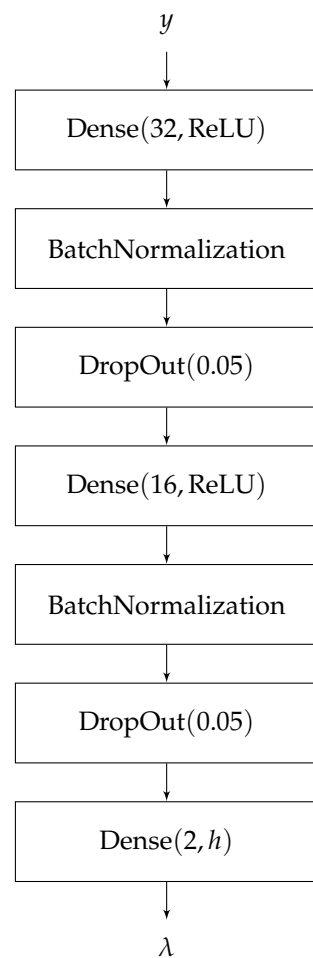 y
Dense(32, ReLU)
BatchNormalization
DropOut(0.05)
Dense(16, ReLU)
BatchNormalization
DropOut(0.05)
Dense(2, h)
λ